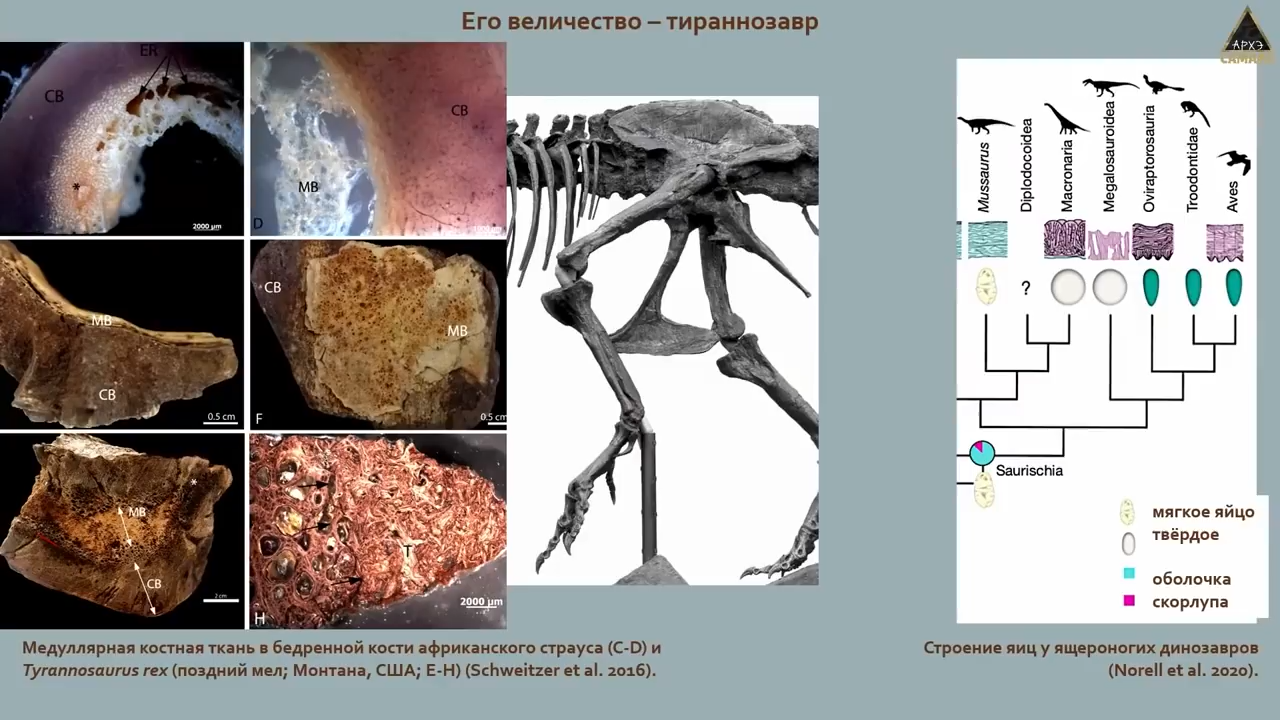 Его величество – тираннозавр
АРХЭ
САМАРА
ER
CB
*
2000 µm
CB
MB
D
MB
CB
0.5 cm
CB
MB
F
0.5 cm
*
MB
CB
2 cm
T
H
2000 µm
Mussaurus
Diplodocoidea
Macronaria
Megalosauroidea
Oviraptorosauria
Troodontidae
Aves
?
Saurischia
мягкое яйцо
твёрдое
оболочка
скорлупа
Медуллярная костная ткань в бедренной кости африканского страуса (C-D) и
Tyrannosaurus rex (поздний мел; Монтана, США; E-H) (Schweitzer et al. 2016).
Строение яиц у ящероногих динозавров
(Norell et al. 2020).